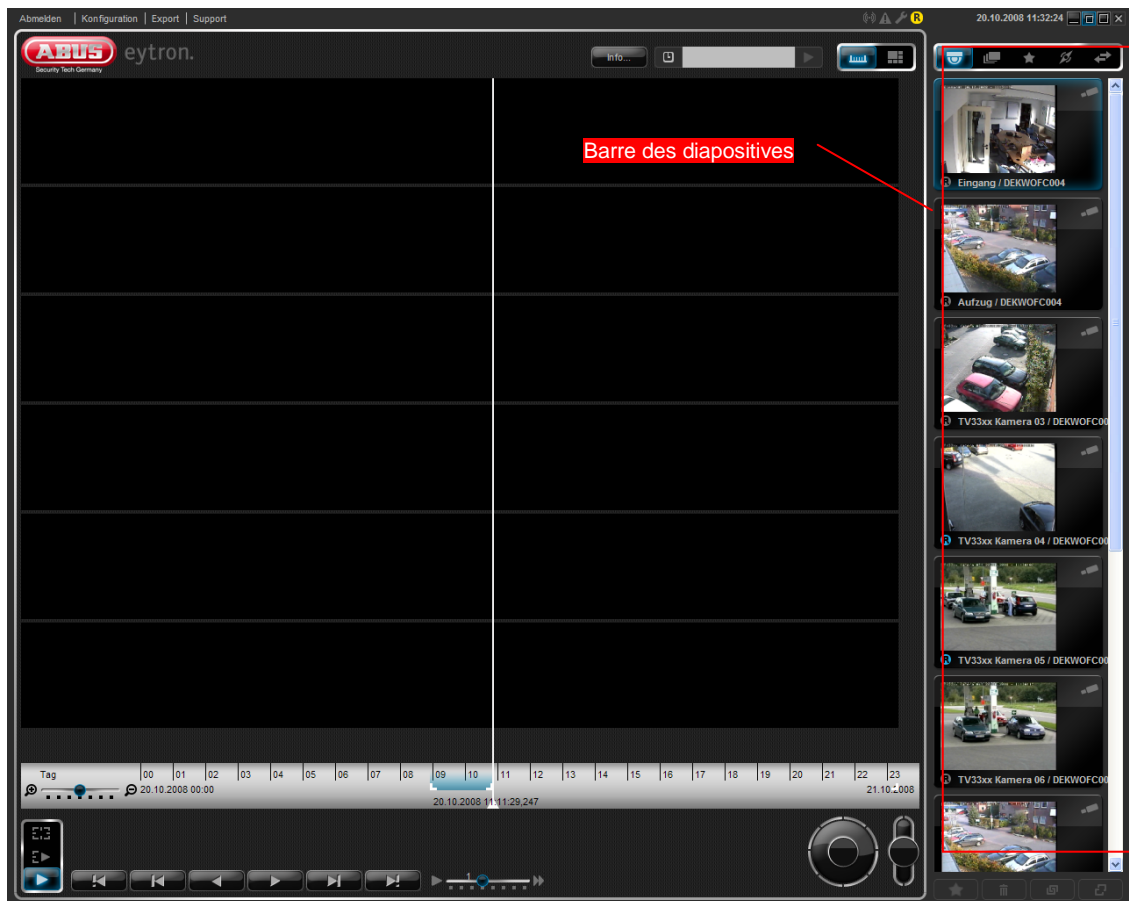 Abmelden | Konfiguration | Export | Support
R
20.10.2008 11:32:24
ABUS eytron.
Security Tech Germany
Info...
Barre des diapositives
R Eingang / DEKWOFC004
R Aufzug / DEKWOFC004
R TV33xx Kamera 03 / DEKWOFC00
R TV33xx Kamera 04 / DEKWOFC00
R TV33xx Kamera 05 / DEKWOFC00
R TV33xx Kamera 06 / DEKWOFC00
Tag 00 01 02 03 04 05 06 07 08 09 10 11 12 13 14 15 16 17 18 19 20 21 22 23
20.10.2008 00:00
21.10.2008
20.10.2008 11:11:29,247
1